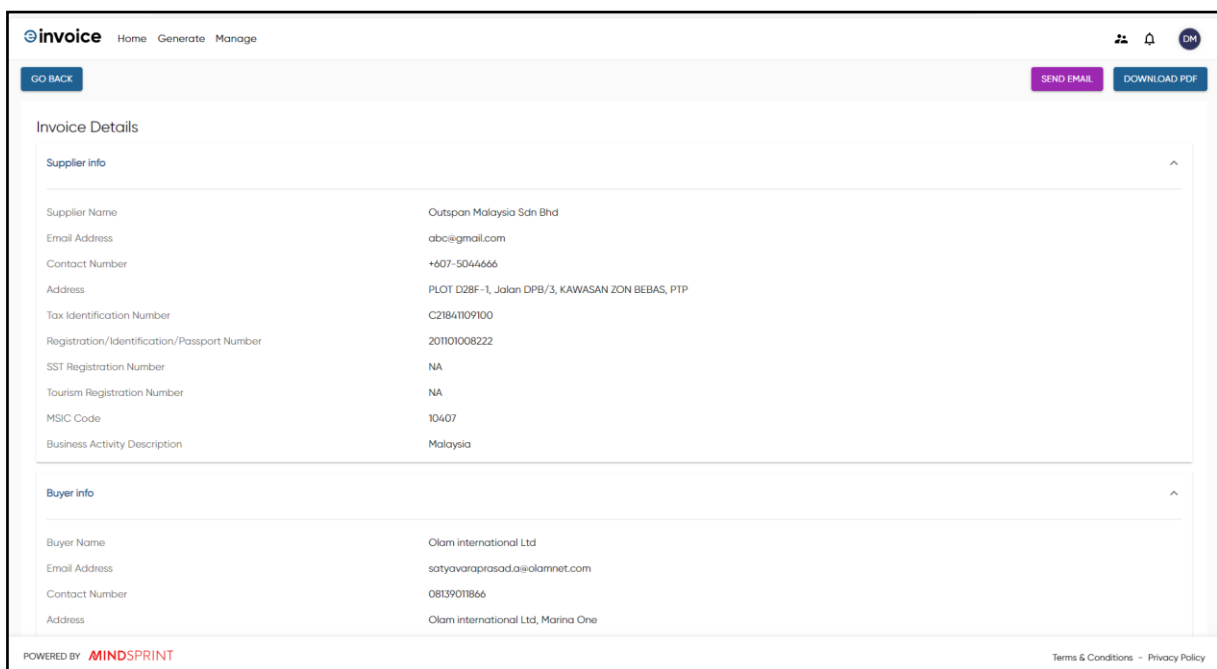 einvoice Home Generate Manage DM
GO BACK SEND EMAIL DOWNLOAD PDF
Invoice Details
Supplier info
Supplier Name Outspan Malaysia Sdn Bhd
Email Address abc@gmail.com
Contact Number +607-5044666
Address PLOT D28F-1, Jalan DPB/3, KAWASAN ZON BEBAS, PTP
Tax Identification Number C21841109100
Registration/Identification/Passport Number 201101008222
SST Registration Number NA
Tourism Registration Number NA
MSIC Code 10407
Business Activity Description Malaysia
Buyer info
Buyer Name Olam international Ltd
Email Address satyavaraprasad.a@olamnet.com
Contact Number 08139011866
Address Olam international Ltd, Marina One
POWERED BY MINDSPRINT Terms & Conditions - Privacy Policy